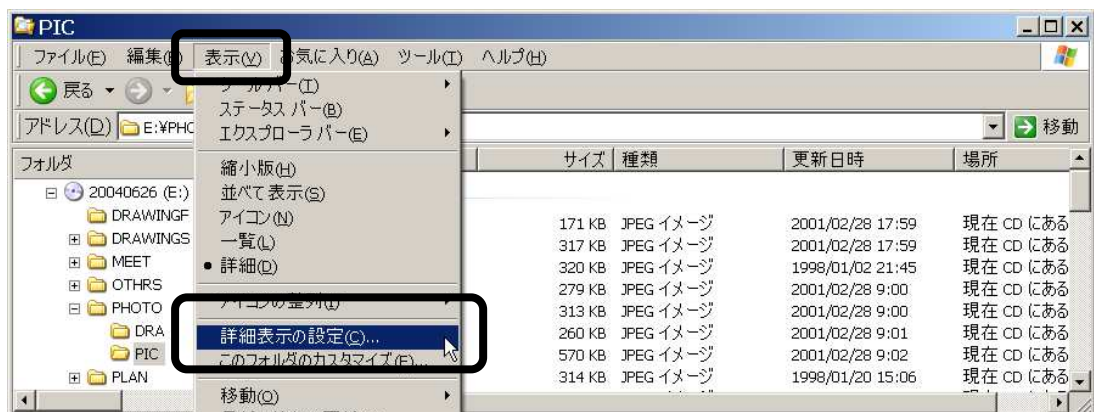 PIC
ファイル(E) 編集 表示(V) お気に入り(A) ツール(T) ヘルプ(H)
戻る
ツールバー(T)
ステータス バー(B)
アドレス(D) E:¥PHO 移動
エクスプローラ バー(E)
フォルダ サイズ 種類 更新日時 場所
縮小版(H)
20040626 (E:) 並べて表示(S)
DRAWINGF アイコン(N) 171 KB JPEG イメージ 2001/02/28 17:59 現在 CD にある
DRAWINGS 一覧(L) 317 KB JPEG イメージ 2001/02/28 17:59 現在 CD にある
MEET 詳細(D) 320 KB JPEG イメージ 1998/01/02 21:45 現在 CD にある
OTHRS 279 KB JPEG イメージ 2001/02/28 9:00 現在 CD にある
PHOTO アイコンの整列(I) 313 KB JPEG イメージ 2001/02/28 9:00 現在 CD にある
DRA 詳細表示の設定(C)... 260 KB JPEG イメージ 2001/02/28 9:01 現在 CD にある
PIC このフォルダのカスタマイズ(F)... 570 KB JPEG イメージ 2001/02/28 9:02 現在 CD にある
PLAN 314 KB JPEG イメージ 1998/01/20 15:06 現在 CD にある
移動(O)